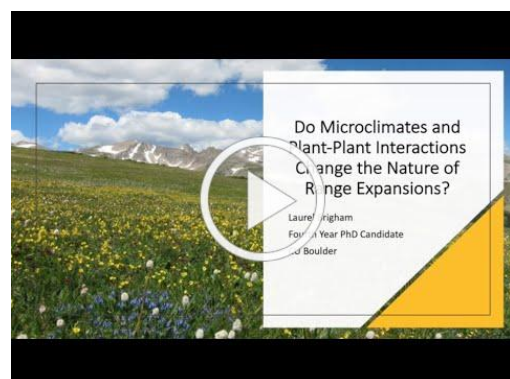 Do Microclimates and
Plant-Plant Interactions
Change the Nature of
Range Expansions?
Laurel Brigham
Fourth Year PhD Candidate
CU Boulder